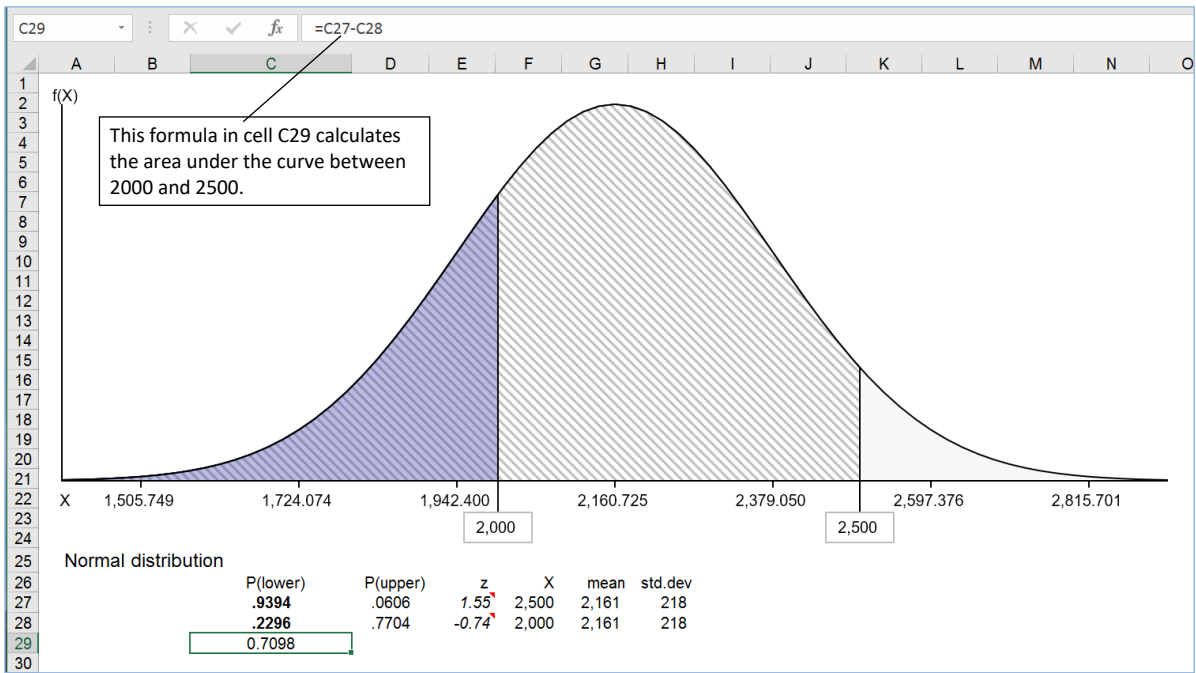 C29 fx =C27-C28
A B C D E F G H I J K L M N O
1
2
3
4
5
6
7
8
9
10
11
12
13
14
15
16
17
18
19
20
21
22
23
24
25
26
27
28
29
30
f(X)
This formula in cell C29 calculates
the area under the curve between
2000 and 2500.
X 1,505.749 1,724.074 1,942.400 2,160.725 2,379.050 2,597.376 2,815.701
2,000 2,500
Normal distribution
P(lower) P(upper) z X mean std.dev
.9394 .0606 1.55 2,500 2,161 218
.2296 .7704 -0.74 2,000 2,161 218
0.7098